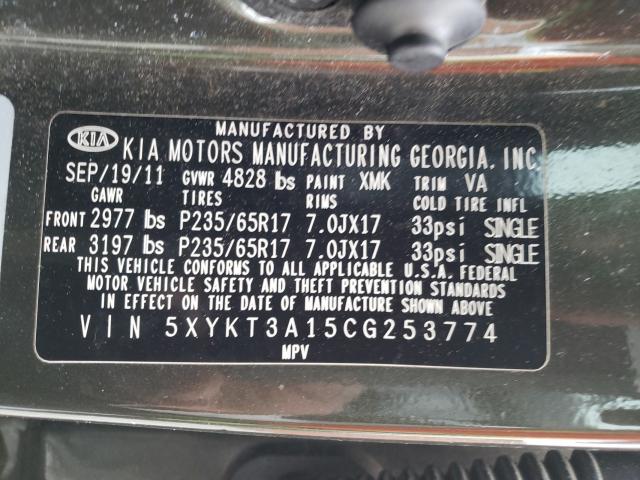 MANUFACTURED BY
KIA KIA MOTORS MANUFACTURING GEORGIA, INC
SEP/19/11 GVWR 4828 lbs PAINT XMK TRIM VA
GAWR TIRES RIMS COLD TIRE INFL
FRONT 2977 lbs P235/65R17 7.0JX17 33psi SINGLE
REAR 3197 lbs P235/65R17 7.0JX17 33psi SINGLE
THIS VEHICLE CONFORMS TO ALL APPLICABLE U.S.A. FEDERAL
MOTOR VEHICLE SAFETY AND THEFT PREVENTION STANDARDS
IN EFFECT ON THE DATE OF MANUFACTURE SHOWN ABOVE
VIN 5XYKT3A15CG253774
MPV